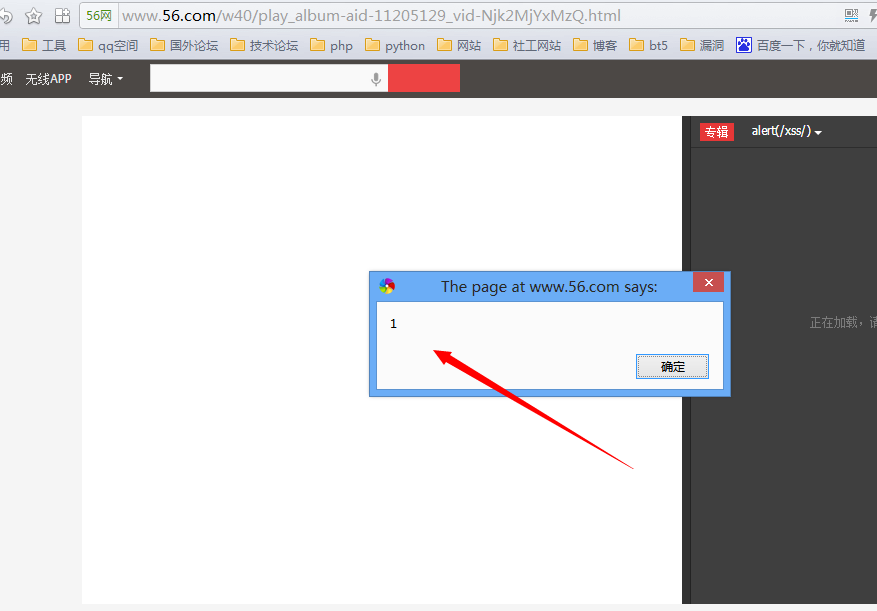 56网 www.56.com/w40/play_album-aid-11205129_vid-Njk2MjYxMzQ.html
用 工具 qq空间 国外论坛 技术论坛 php python 网站 社工网站 博客 bt5 漏洞 百度一下，你就知道
频 无线APP 导航
专辑 alert(/xss/)
The page at www.56.com says:
1
正在加载，请
确定